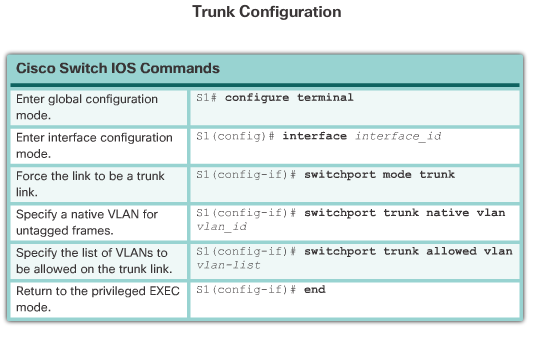 Trunk Configuration
Cisco Switch IOS Commands
Enter global configuration
mode.
S1# configure terminal
Enter interface configuration
mode.
S1(config)# interface interface_id
Force the link to be a trunk
link.
S1(config-if)# switchport mode trunk
Specify a native VLAN for
untagged frames.
S1(config-if)# switchport trunk native vlan
vlan_id
Specify the list of VLANs to
be allowed on the trunk link.
S1(config-if)# switchport trunk allowed vlan
vlan-list
Return to the privileged EXEC
mode.
S1(config-if)# end